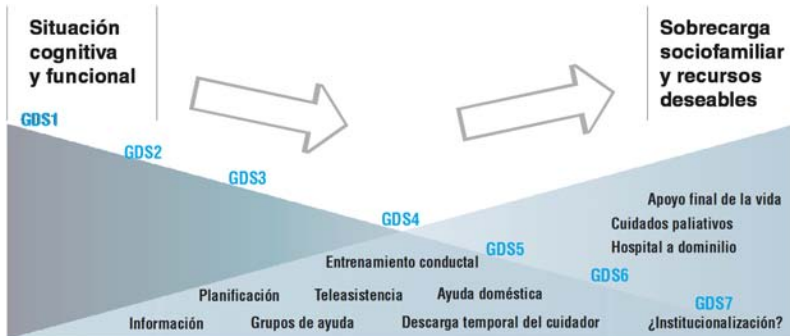 Situación
cognitiva
y funcional
Sobrecarga
sociofamiliar
y recursos
deseables
GDS1
GDS2
GDS3
GDS4
GDS5
GDS6
GDS7
Apoyo final de la vida
Cuidados paliativos
Hospital a dominilio
Entrenamiento conductal
Planificación Teleasistencia Ayuda doméstica
Información Grupos de ayuda Descarga temporal del cuidador ¿Institucionalización?